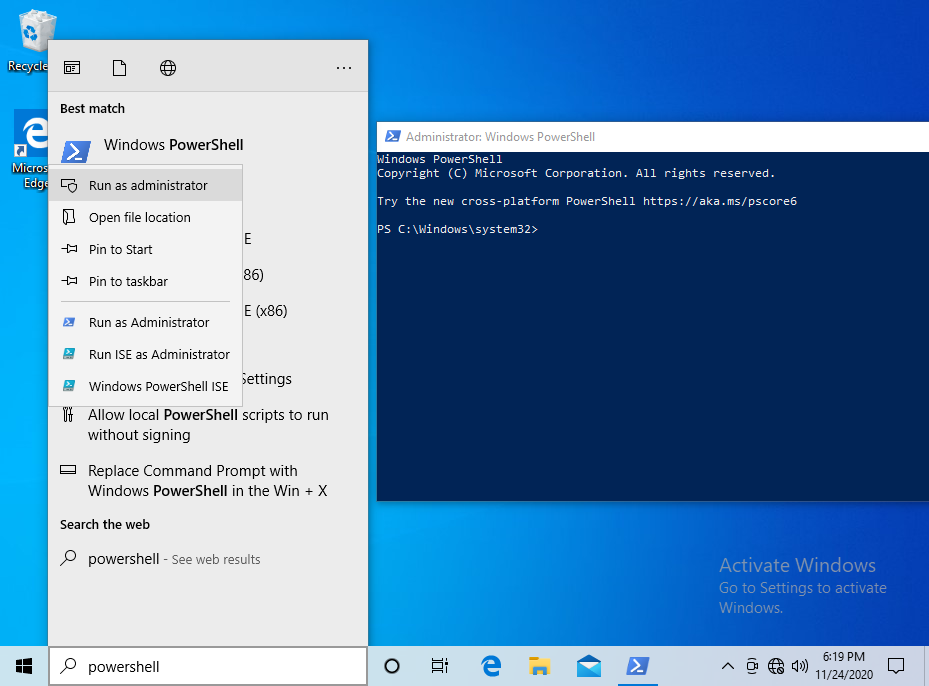 Recycle
Micros
Edge
Best match
Windows PowerShell
Run as administrator
Open file location
E
Pin to Start
86)
Pin to taskbar
E (x86)
Run as Administrator
Run ISE as Administrator
Settings
Windows PowerShell ISE
Allow local PowerShell scripts to run
without signing
Replace Command Prompt with
Windows PowerShell in the Win + X
Search the web
powershell - See web results
powershell
Administrator: Windows PowerShell
Windows PowerShell
Copyright (C) Microsoft Corporation. All rights reserved.
Try the new cross-platform PowerShell https://aka.ms/pscore6
PS C:\Windows\system32>
Activate Windows
Go to Settings to activate
Windows.
6:19 PM
11/24/2020